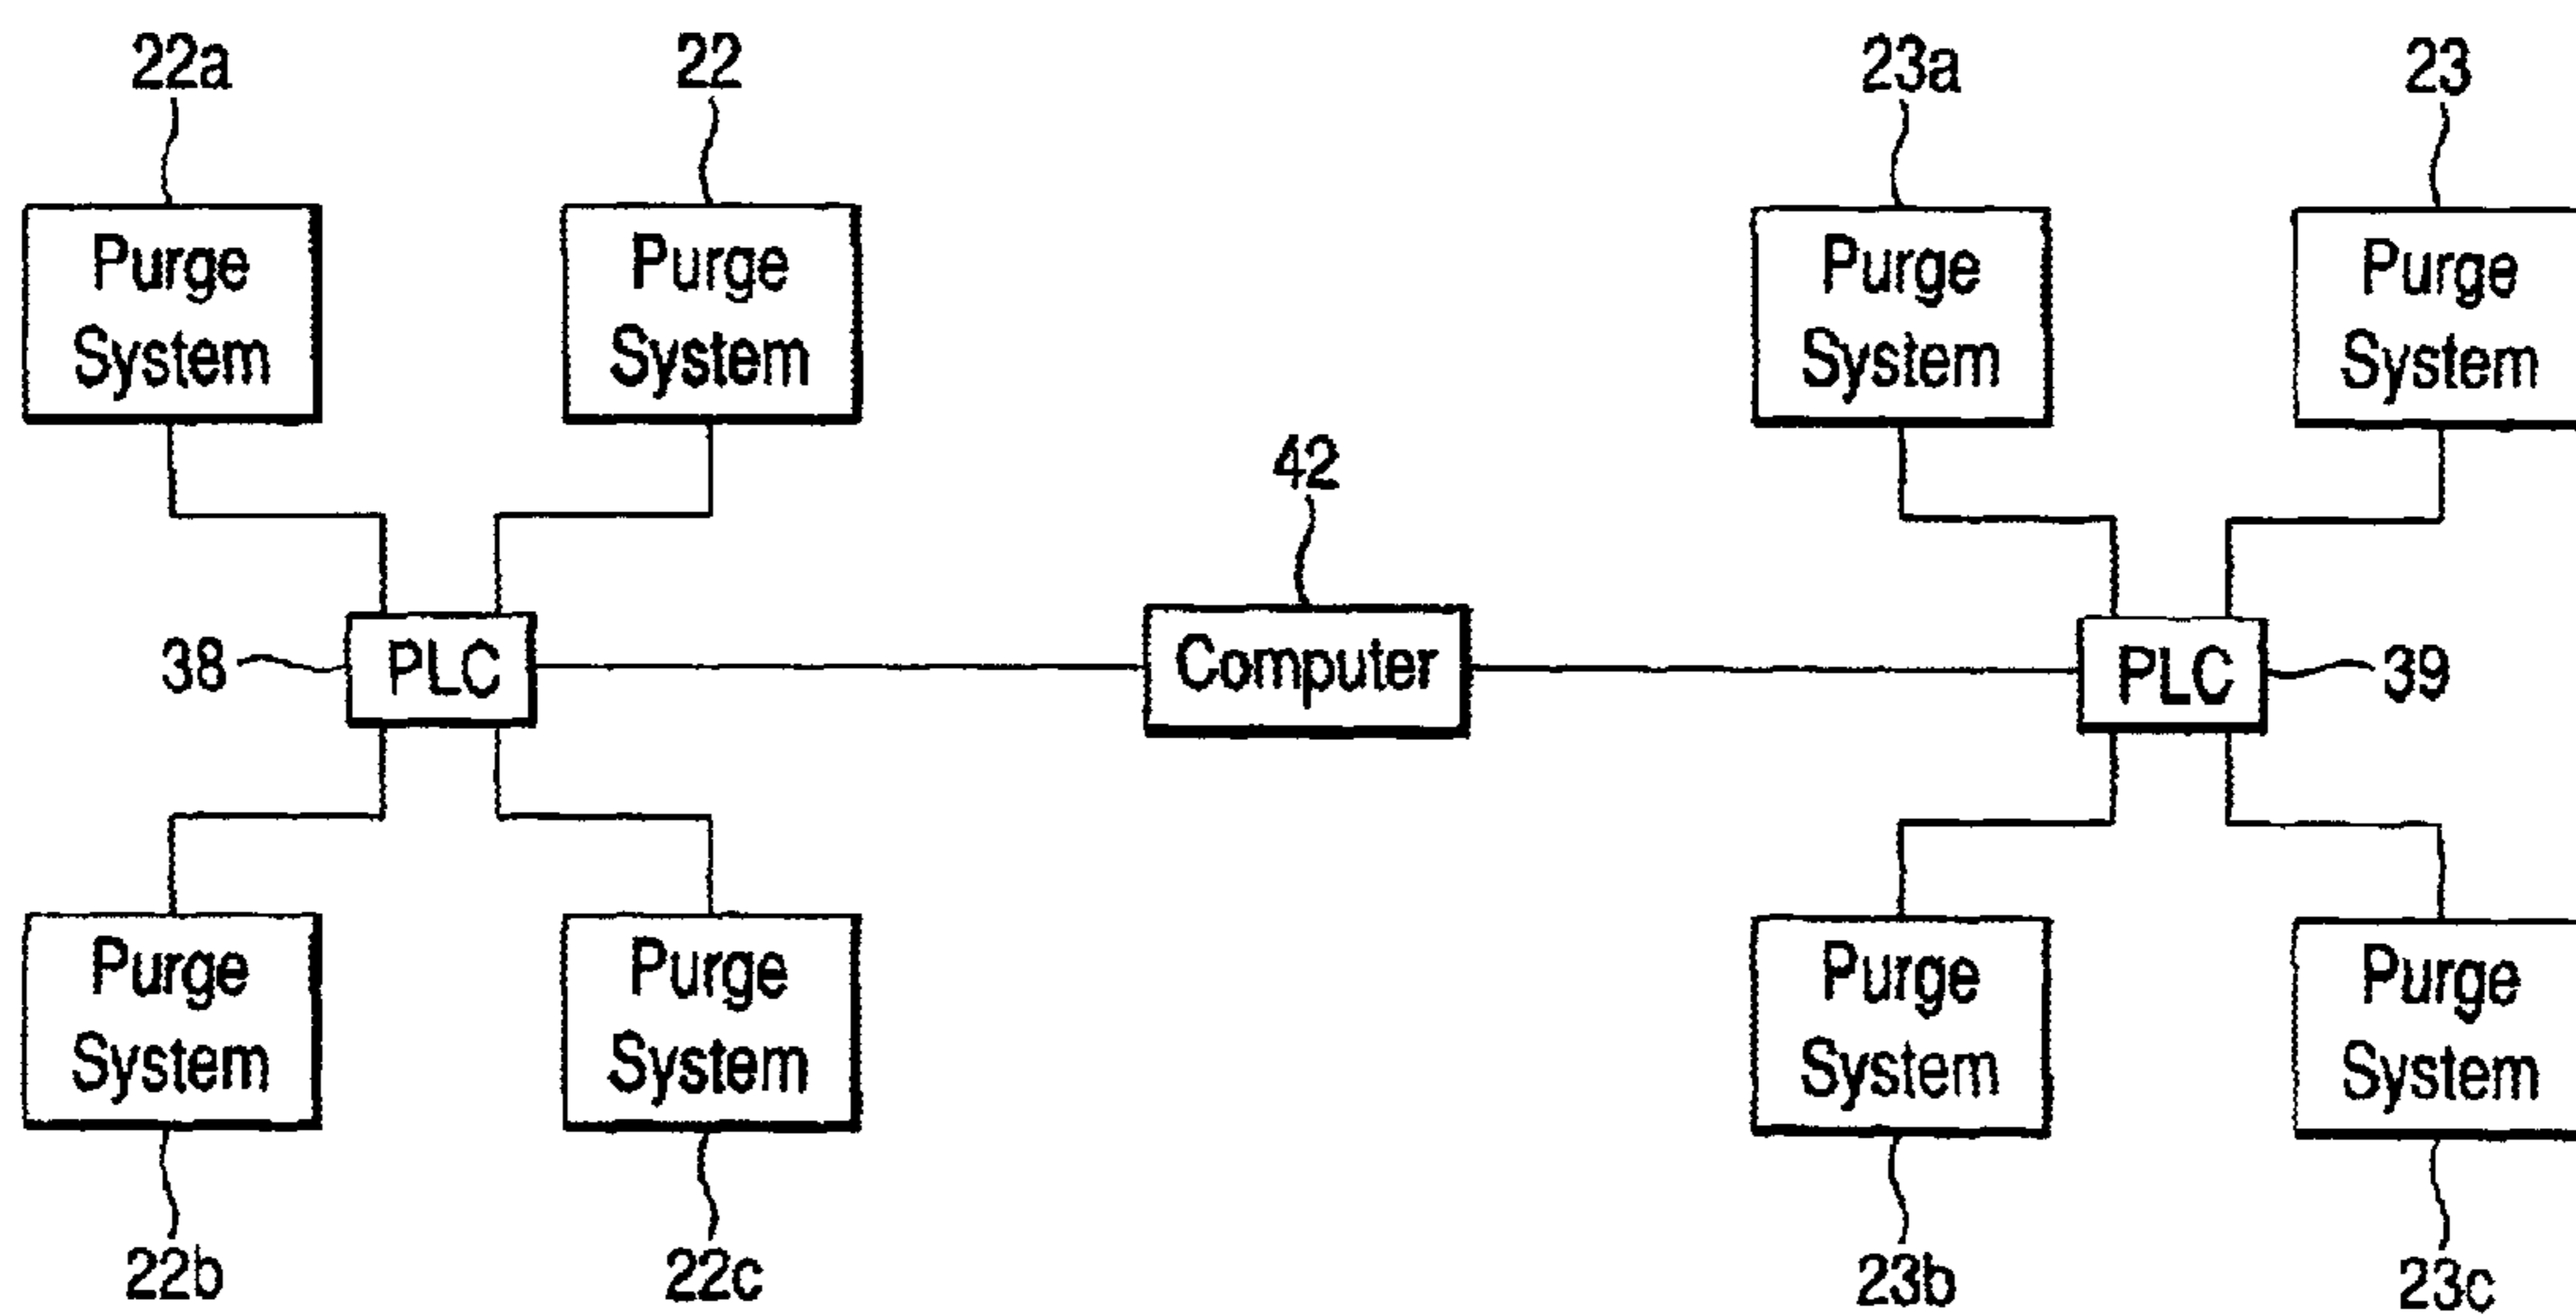 22a
22
23a
23
Purge
System
Purge
System
Purge
System
Purge
System
42
38
PLC
Computer
PLC
39
Purge
System
Purge
System
Purge
System
Purge
System
22b
22c
23b
23c